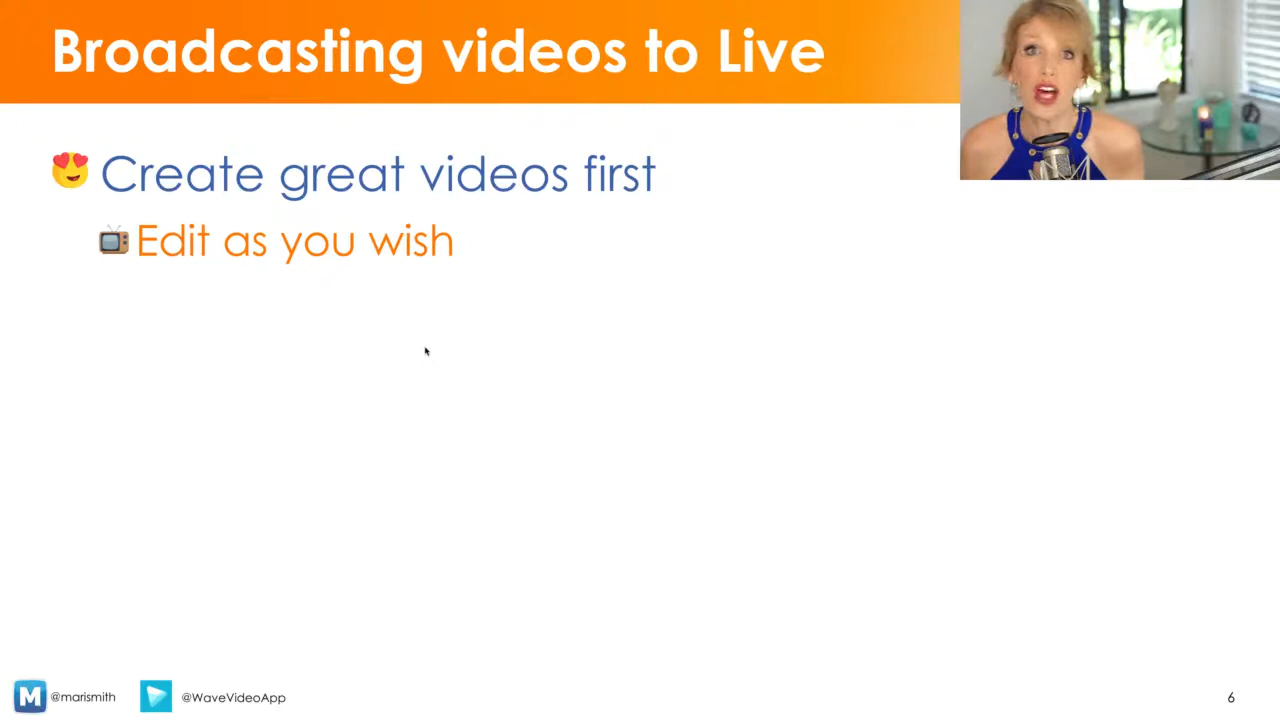 Broadcasting videos to Live
Create great videos first
Edit as you wish
M @marismith @WaveVideoApp 6